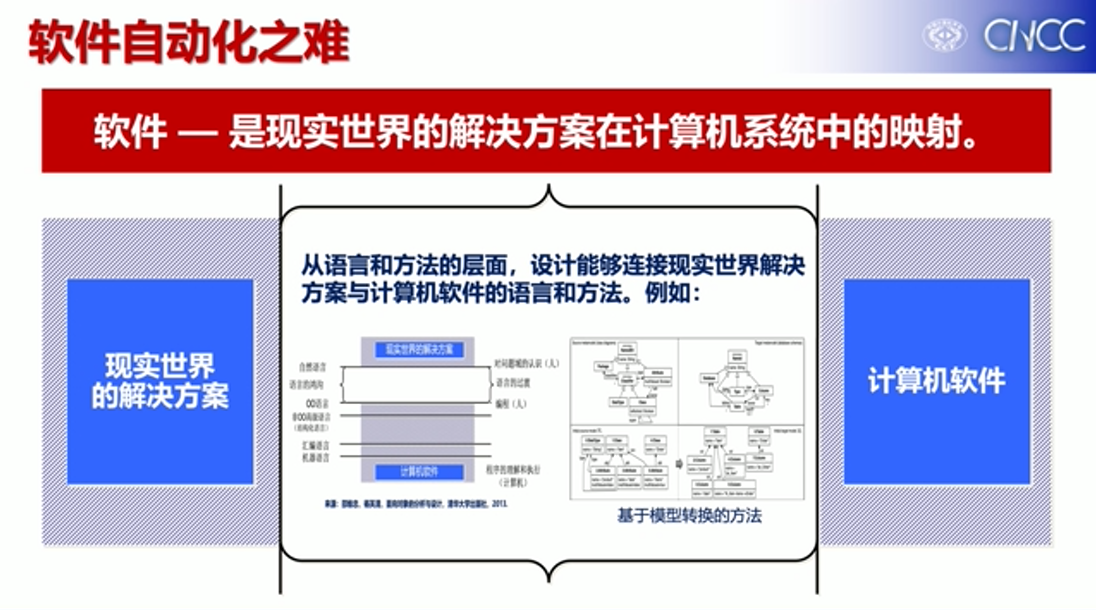 软件自动化之难
CNCC
软件 — 是现实世界的解决方案在计算机系统中的映射。
现实世界
的解决方案
从语言和方法的层面，设计能够连接现实世界解决
方案与计算机软件的语言和方法。例如：
计算机软件
现实世界的解决方案
自然语言
对问题域的认识（人）
语言的鸿沟
语言的过渡
OO语言
编程（人）
非OO高级语言
（结构化语言）
汇编语言
机器语言
计算机软件
程序的理解和执行
（计算机）
来源：邵维忠、杨芙清，面向对象的分析与设计，清华大学出版社，2013.
基于模型转换的方法